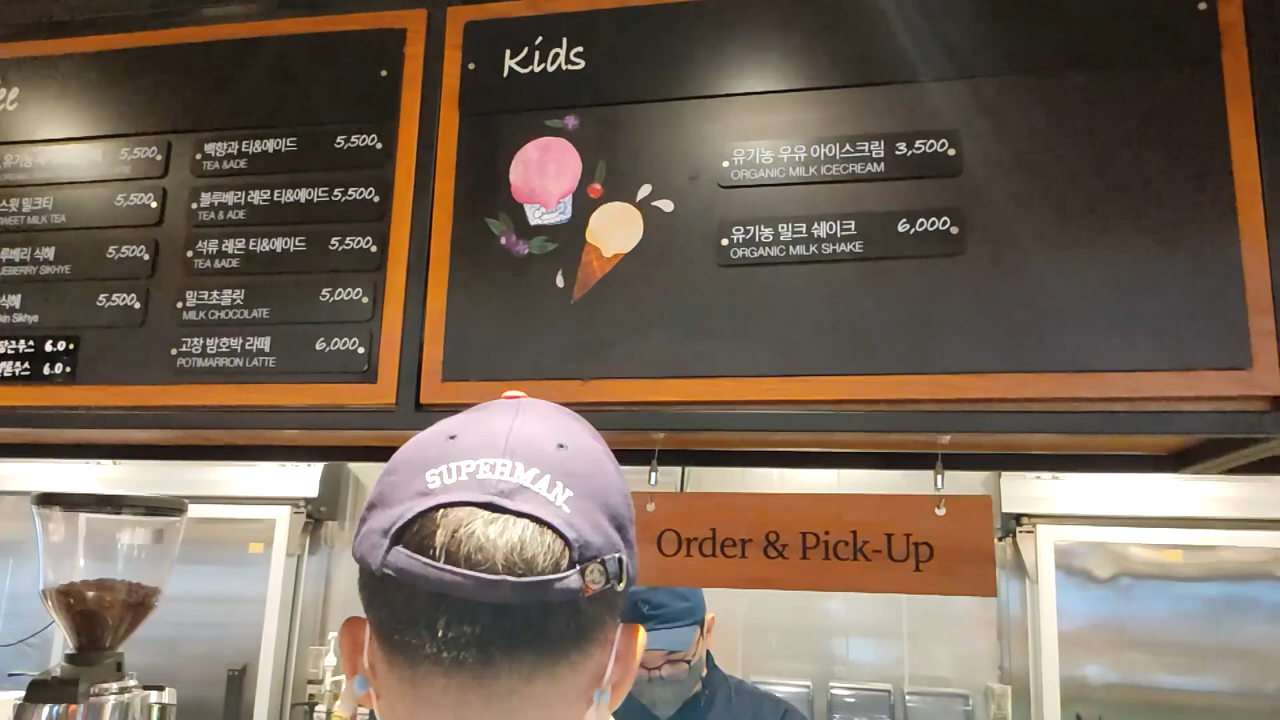 Kids
5,500
WEET MILK TEA
5,500
루베리 식혜
UEBERRY SIKHYE
5,500
식혜
kin Sikhye
5,500
당근주스 6.0
6.0
백향과 티&에이드 5,500
TEA &ADE
블루베리 레몬 티&에이드 5,500
TEA & ADE
석류 레몬 티&에이드 5,500
TEA &ADE
밀크초콜릿 5,000
MILK CHOCOLATE
고창 밤호박 라떼 6,000
POTIMARRON LATTE
유기농 우유 아이스크림 3,500
ORGANIC MILK ICECREAM
유기농 밀크 쉐이크 6,000
ORGANIC MILK SHAKE
SUPERMAN
Order & Pick-Up